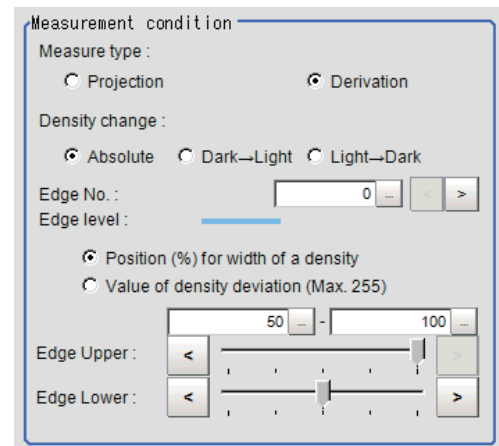 Measurement condition
Measure type :
Projection Derivation
Density change :
Absolute Dark→Light Light→Dark
Edge No. : 0 ... < >
Edge level :
Position (%) for width of a density
Value of density deviation (Max. 255)
50 ... - 100 ...
Edge Upper : < >
Edge Lower : < >